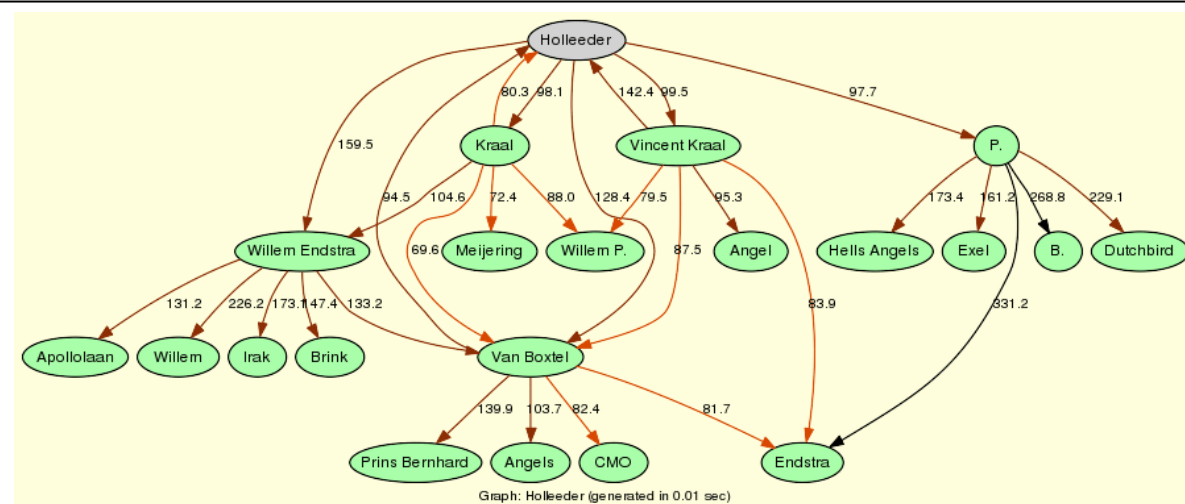 Holleeder
80.3 98.1 142.4 99.5 97.7
159.5 Kraal Vincent Kraal P.
94.5 104.6 72.4 88.0 128.4 79.5 95.3 173.4 161.2 268.8 229.1
Willem Endstra 69.6 Meijering Willem P. 87.5 Angel Hells Angels Exel B. Dutchbird
131.2 226.2 173.1 47.4 133.2 83.9 331.2
Apollolaan Willem Irak Brink Van Boxtel
139.9 103.7 82.4 81.7
Prins Bernhard Angels CMO Endstra
Graph: Holleeder (generated in 0.01 sec)